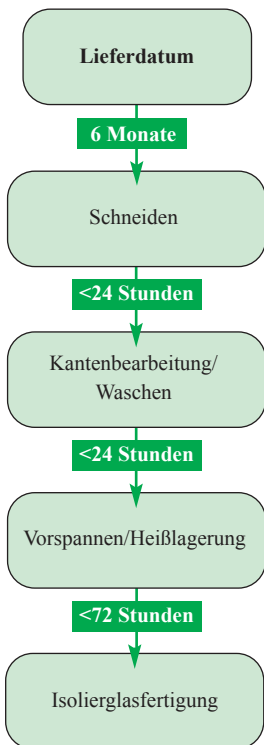 Lieferdatum
6 Monate
Schneiden
<24 Stunden
Kantenbearbeitung/
Waschen
<24 Stunden
Vorspannen/Heißlagerung
<72 Stunden
Isolierglasfertigung